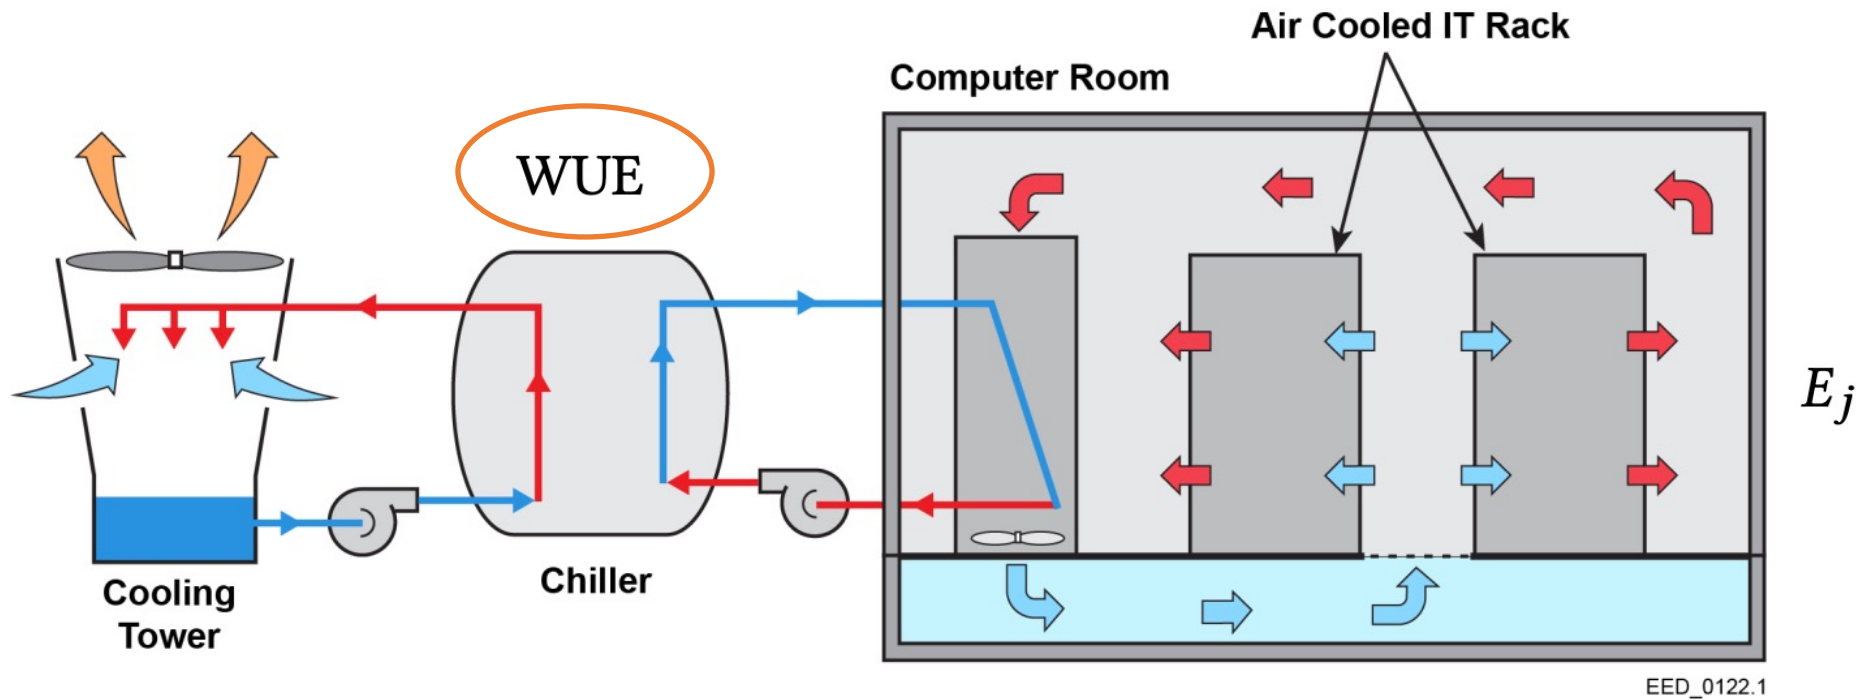 Air Cooled IT Rack
Computer Room
WUE
E_j
Chiller
Cooling
Tower
EED_0122.1